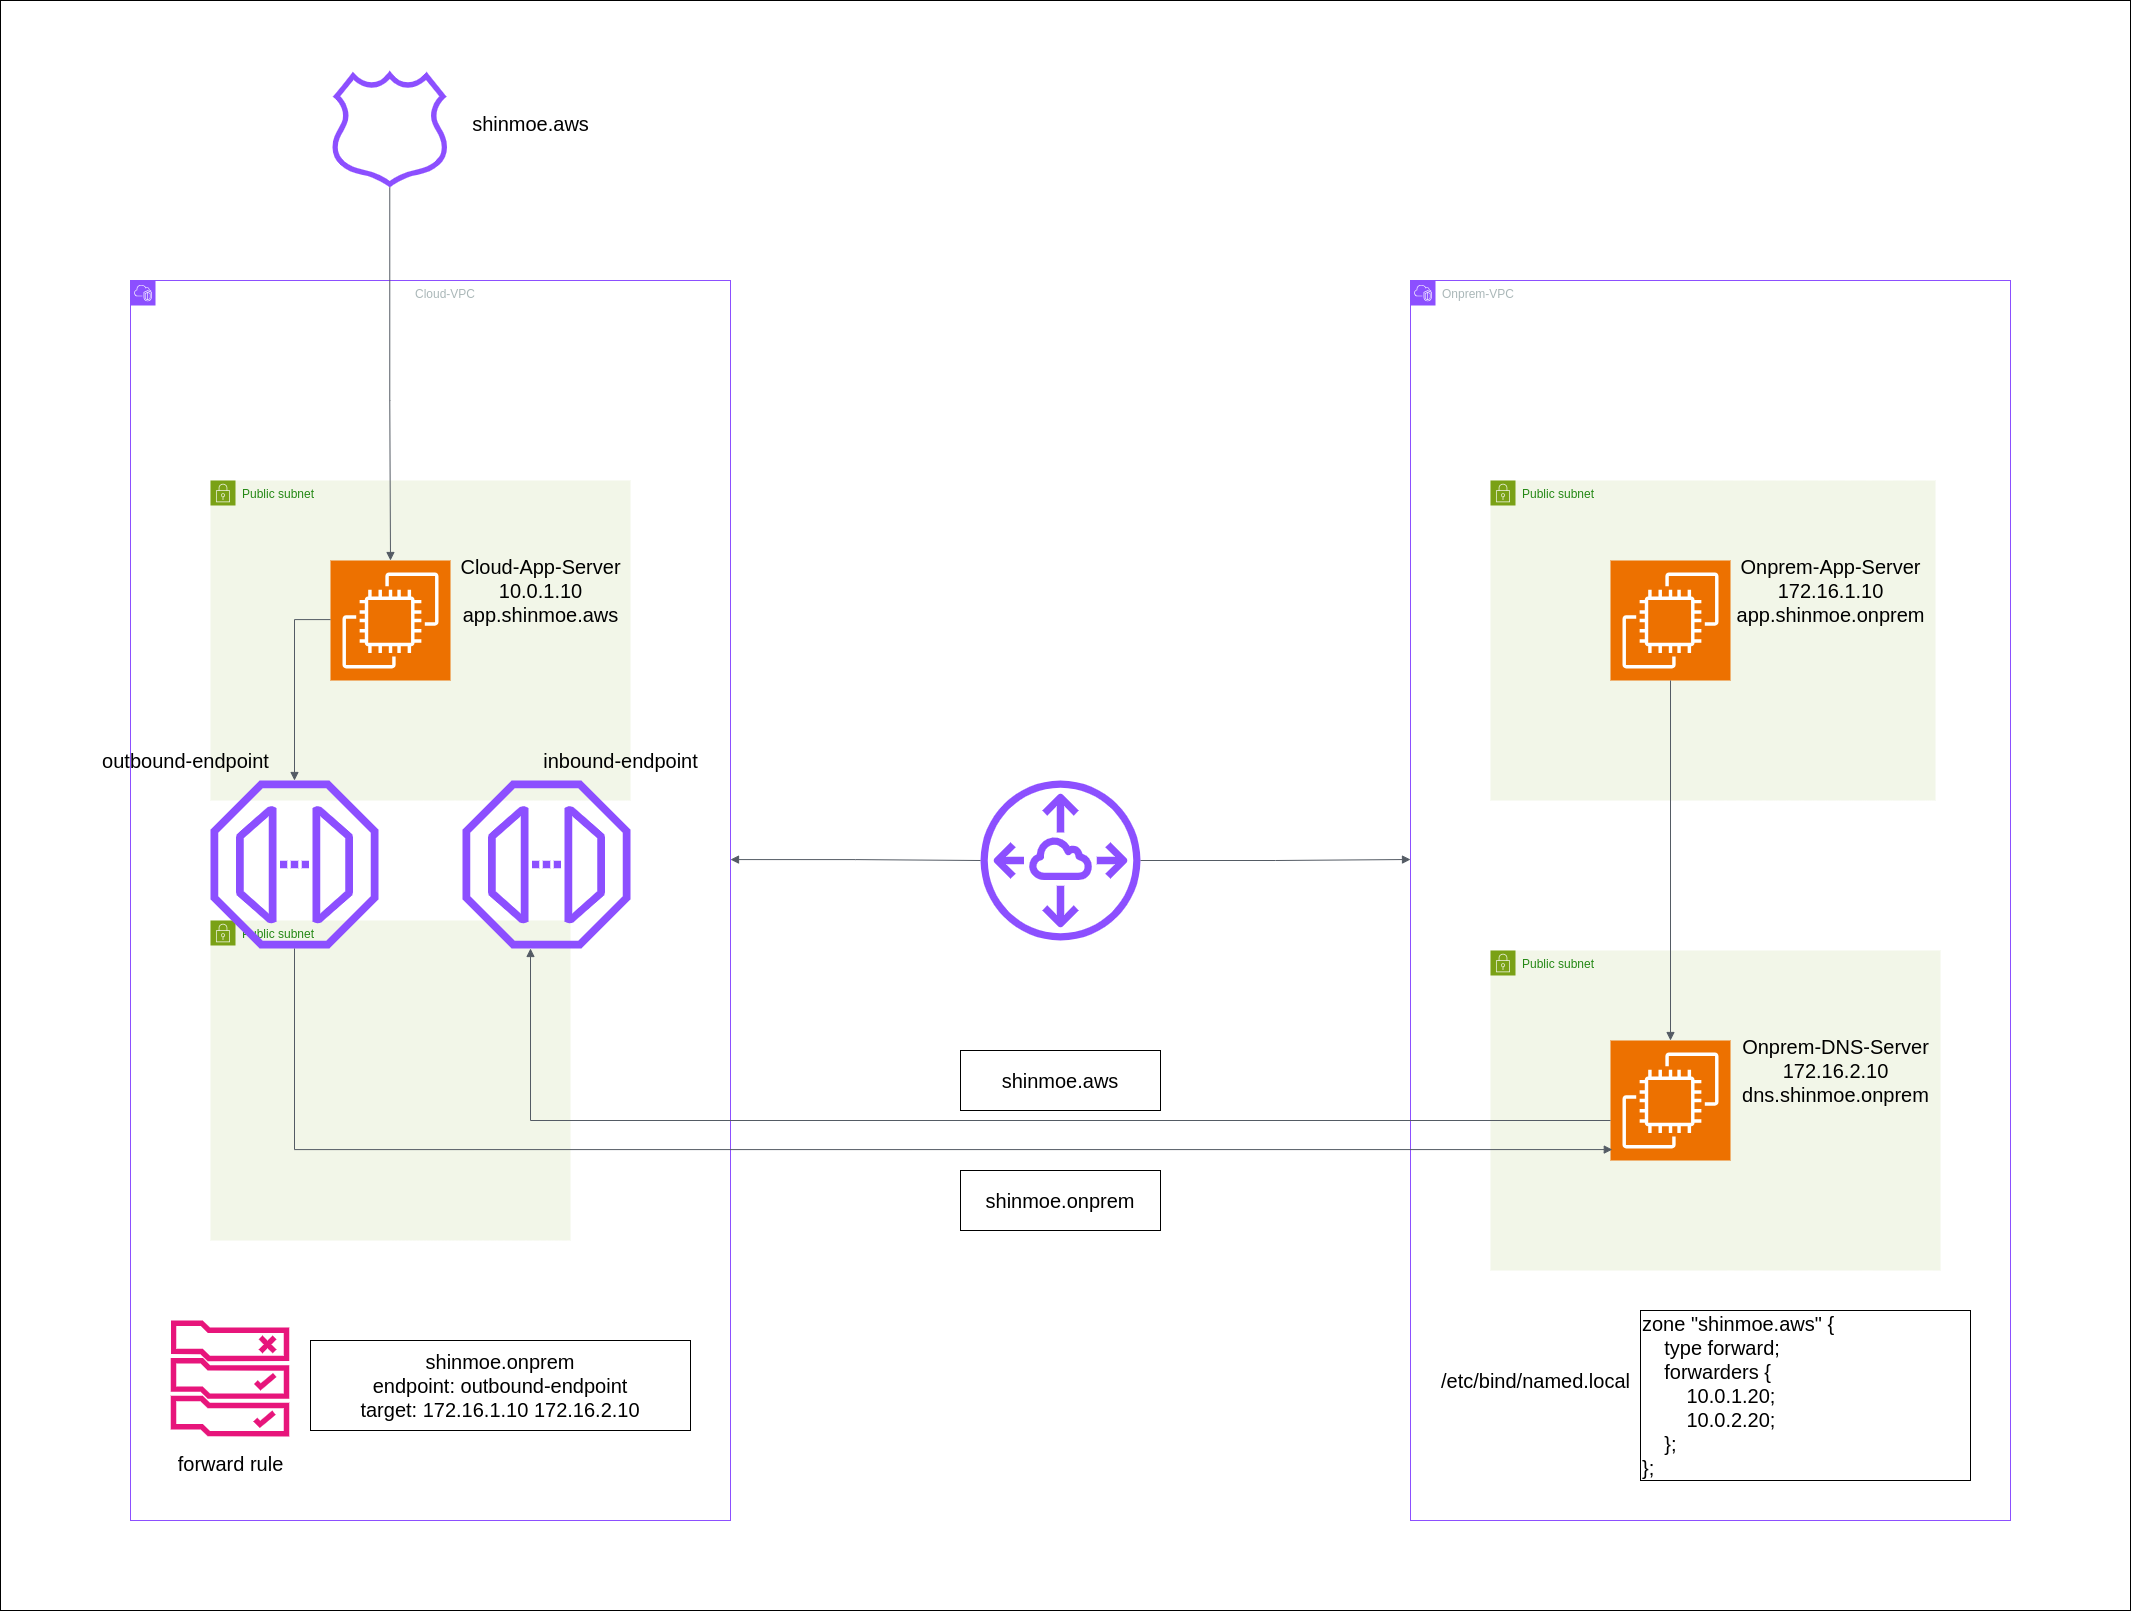 shinmoe.aws
Cloud-VPC
Public subnet
Cloud-App-Server
10.0.1.10
app.shinmoe.aws
outbound-endpoint
inbound-endpoint
Public subnet
Onprem-VPC
Public subnet
Onprem-App-Server
172.16.1.10
app.shinmoe.onprem
Public subnet
Onprem-DNS-Server
172.16.2.10
dns.shinmoe.onprem
shinmoe.aws
shinmoe.onprem
forward rule
shinmoe.onprem
endpoint: outbound-endpoint
target: 172.16.1.10 172.16.2.10
/etc/bind/named.local
zone "shinmoe.aws" {
    type forward;
    forwarders {
        10.0.1.20;
        10.0.2.20;
    };
};